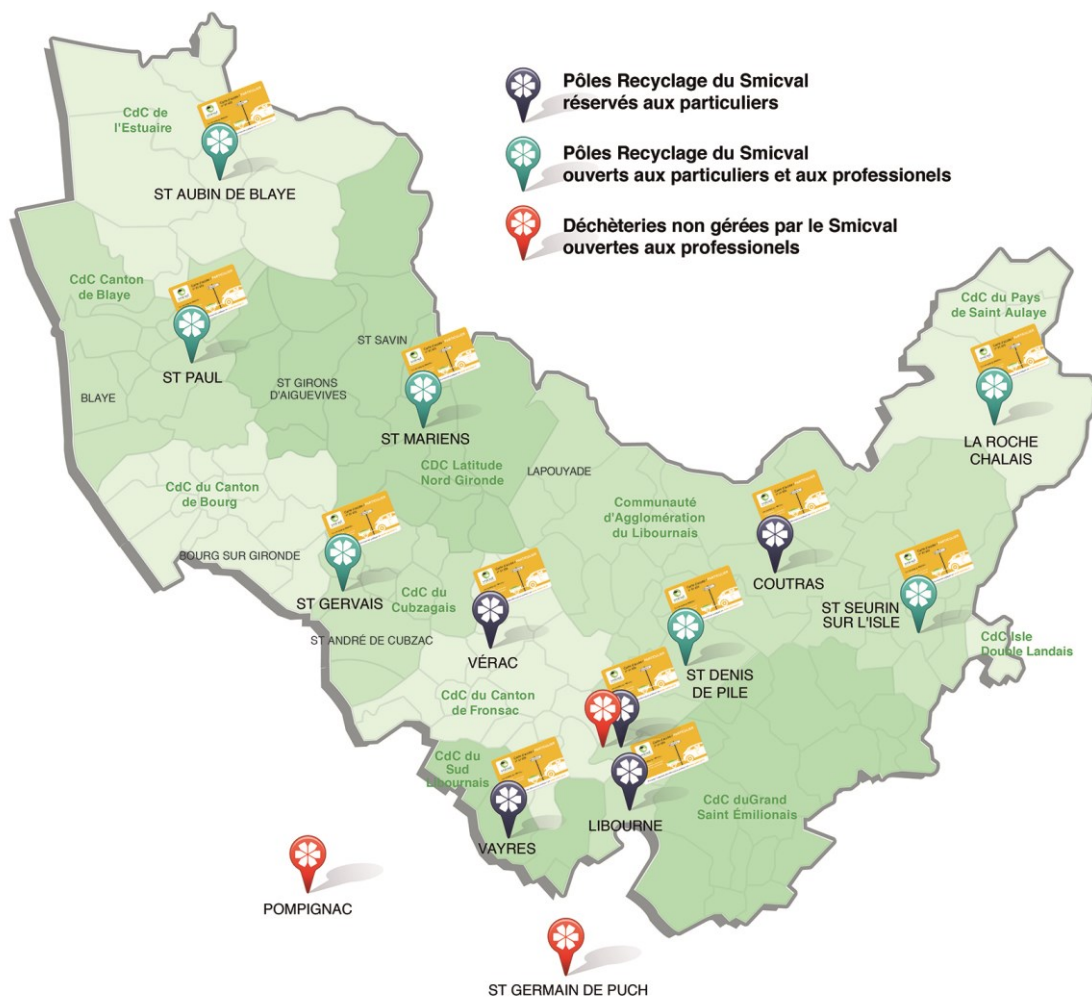 Pôles Recyclage du Smicval
réservés aux particuliers
Pôles Recyclage du Smicval
ouverts aux particuliers et aux professionels
Déchèteries non gérées par le Smicval
ouvertes aux professionels
CdC de
l'Estuaire
ST AUBIN DE BLAYE
CdC Canton
de Blaye
ST PAUL
BLAYE
ST SAVIN
ST GIRONS
D'AIGUEVIVES
ST MARIENS
CdC du Pays
de Saint Aulaye
LA ROCHE
CHALAIS
CDC Latitude
Nord Gironde
LAPOUYADE
CdC du Canton
de Bourg
Communauté
d'Agglomération
du Libournais
BOURG SUR GIRONDE
ST GERVAIS
CdC du
Cubzagais
COUTRAS
ST SEURIN
SUR L'ISLE
ST ANDRÉ DE CUBZAC
VÉRAC
CdC Isle
Double Landais
ST DENIS
DE PILE
CdC du Canton
de Fronsac
CdC du
Sud
Libournais
VAYRES
LIBOURNE
CdC duGrand
Saint Émilionais
POMPIGNAC
ST GERMAIN DE PUCH